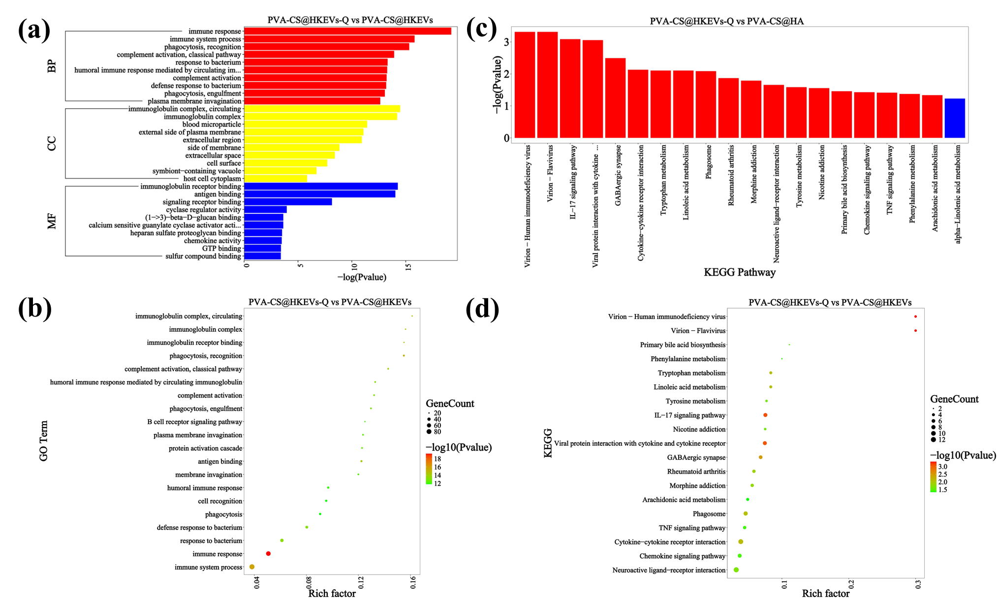 (a)
PVA-CS@HKEVs-Q vs PVA-CS@HKEVs
BP
immune response
immune system process
phagocytosis, recognition
complement activation, classical pathway
response to bacterium
humoral immune response mediated by circulating im...
complement activation
defense response to bacterium
phagocytosis, engulfment
plasma membrane invagination
CC
immunoglobulin complex, circulating
immunoglobulin complex
blood microparticle
external side of plasma membrane
extracellular region
side of membrane
extracellular space
cell surface
symbiont−containing vacuole
host cell cytoplasm
MF
immunoglobulin receptor binding
antigen binding
signaling receptor binding
cyclase regulator activity
(1−>3)−beta−D−glucan binding
calcium sensitive guanylate cyclase activator acti...
heparan sulfate proteoglycan binding
chemokine activity
GTP binding
sulfur compound binding
0 5 10 15
−log(Pvalue)
(c)
PVA-CS@HKEVs-Q vs PVA-CS@HA
−log(Pvalue)
3
2
1
0
Virion − Human immunodeficiency virus
Virion − Flavivirus
IL−17 signaling pathway
Viral protein interaction with cytokine ...
GABAergic synapse
Cytokine−cytokine receptor interaction
Tryptophan metabolism
Linoleic acid metabolism
Phagosome
Rheumatoid arthritis
Morphine addiction
Neuroactive ligand−receptor interaction
Tyrosine metabolism
Nicotine addiction
Primary bile acid biosynthesis
Chemokine signaling pathway
TNF signaling pathway
Phenylalanine metabolism
Arachidonic acid metabolism
alpha−Linolenic acid metabolism
KEGG Pathway
(b)
PVA-CS@HKEVs-Q vs PVA-CS@HKEVs
GO Term
immunoglobulin complex, circulating
immunoglobulin complex
immunoglobulin receptor binding
phagocytosis, recognition
complement activation, classical pathway
humoral immune response mediated by circulating immunoglobulin
complement activation
phagocytosis, engulfment
B cell receptor signaling pathway
plasma membrane invagination
protein activation cascade
antigen binding
membrane invagination
humoral immune response
cell recognition
phagocytosis
defense response to bacterium
response to bacterium
immune response
immune system process
0.04 0.08 0.12 0.16
Rich factor
GeneCount
20
40
60
80
−log10(Pvalue)
18
16
14
12
(d)
PVA-CS@HKEVs-Q vs PVA-CS@HKEVs
KEGG
Virion − Human immunodeficiency virus
Virion − Flavivirus
Primary bile acid biosynthesis
Phenylalanine metabolism
Tryptophan metabolism
Linoleic acid metabolism
Tyrosine metabolism
IL−17 signaling pathway
Nicotine addiction
Viral protein interaction with cytokine and cytokine receptor
GABAergic synapse
Rheumatoid arthritis
Morphine addiction
Arachidonic acid metabolism
Phagosome
TNF signaling pathway
Cytokine−cytokine receptor interaction
Chemokine signaling pathway
Neuroactive ligand−receptor interaction
0.1 0.2 0.3
Rich factor
GeneCount
2
4
6
8
10
12
−log10(Pvalue)
3.0
2.5
2.0
1.5